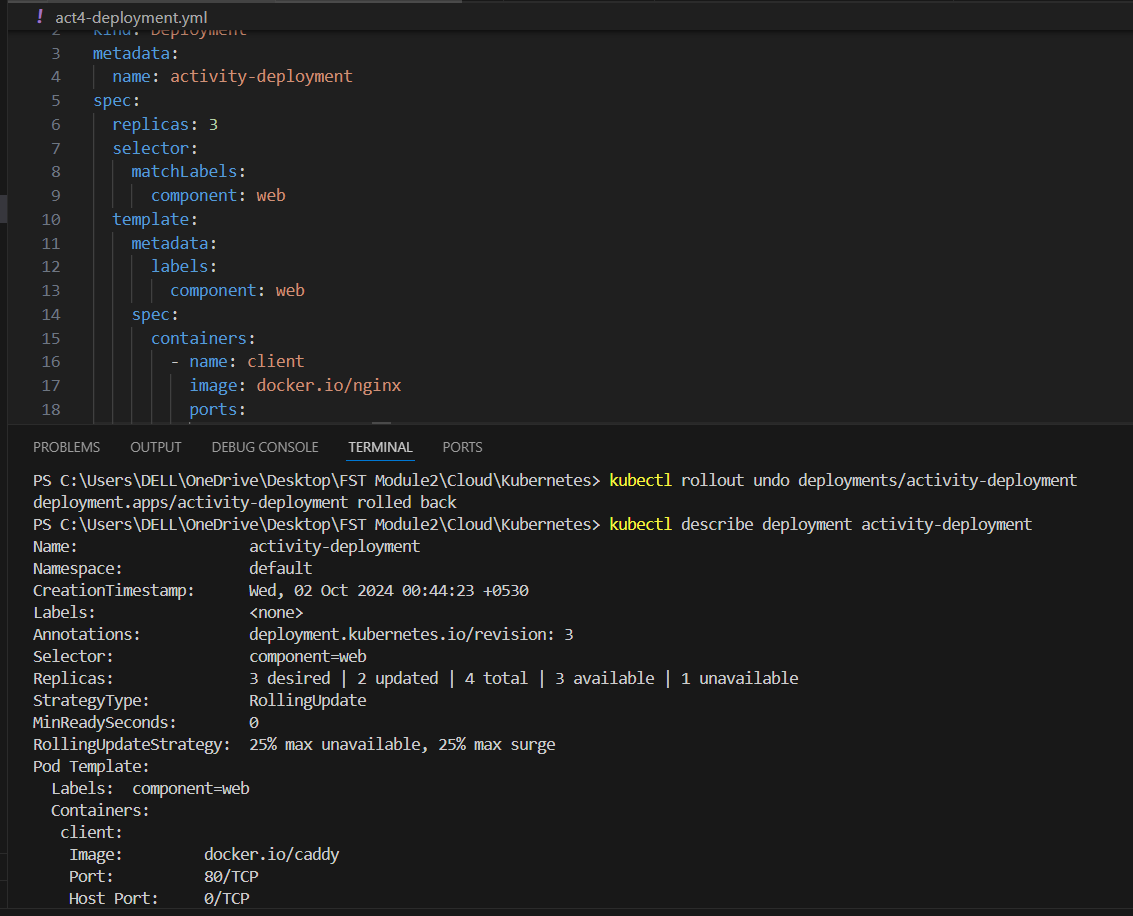 ! act4-deployment.yml
2 kind: Deployment
3 metadata:
4 name: activity-deployment
5 spec:
6 replicas: 3
7 selector:
8 matchLabels:
9 component: web
10 template:
11 metadata:
12 labels:
13 component: web
14 spec:
15 containers:
16 - name: client
17 image: docker.io/nginx
18 ports:
PROBLEMS OUTPUT DEBUG CONSOLE TERMINAL PORTS
PS C:\Users\DELL\OneDrive\Desktop\FST Module2\Cloud\Kubernetes> kubectl rollout undo deployments/activity-deployment
deployment.apps/activity-deployment rolled back
PS C:\Users\DELL\OneDrive\Desktop\FST Module2\Cloud\Kubernetes> kubectl describe deployment activity-deployment
Name: activity-deployment
Namespace: default
CreationTimestamp: Wed, 02 Oct 2024 00:44:23 +0530
Labels: <none>
Annotations: deployment.kubernetes.io/revision: 3
Selector: component=web
Replicas: 3 desired | 2 updated | 4 total | 3 available | 1 unavailable
StrategyType: RollingUpdate
MinReadySeconds: 0
RollingUpdateStrategy: 25% max unavailable, 25% max surge
Pod Template:
Labels: component=web
Containers:
client:
Image: docker.io/caddy
Port: 80/TCP
Host Port: 0/TCP